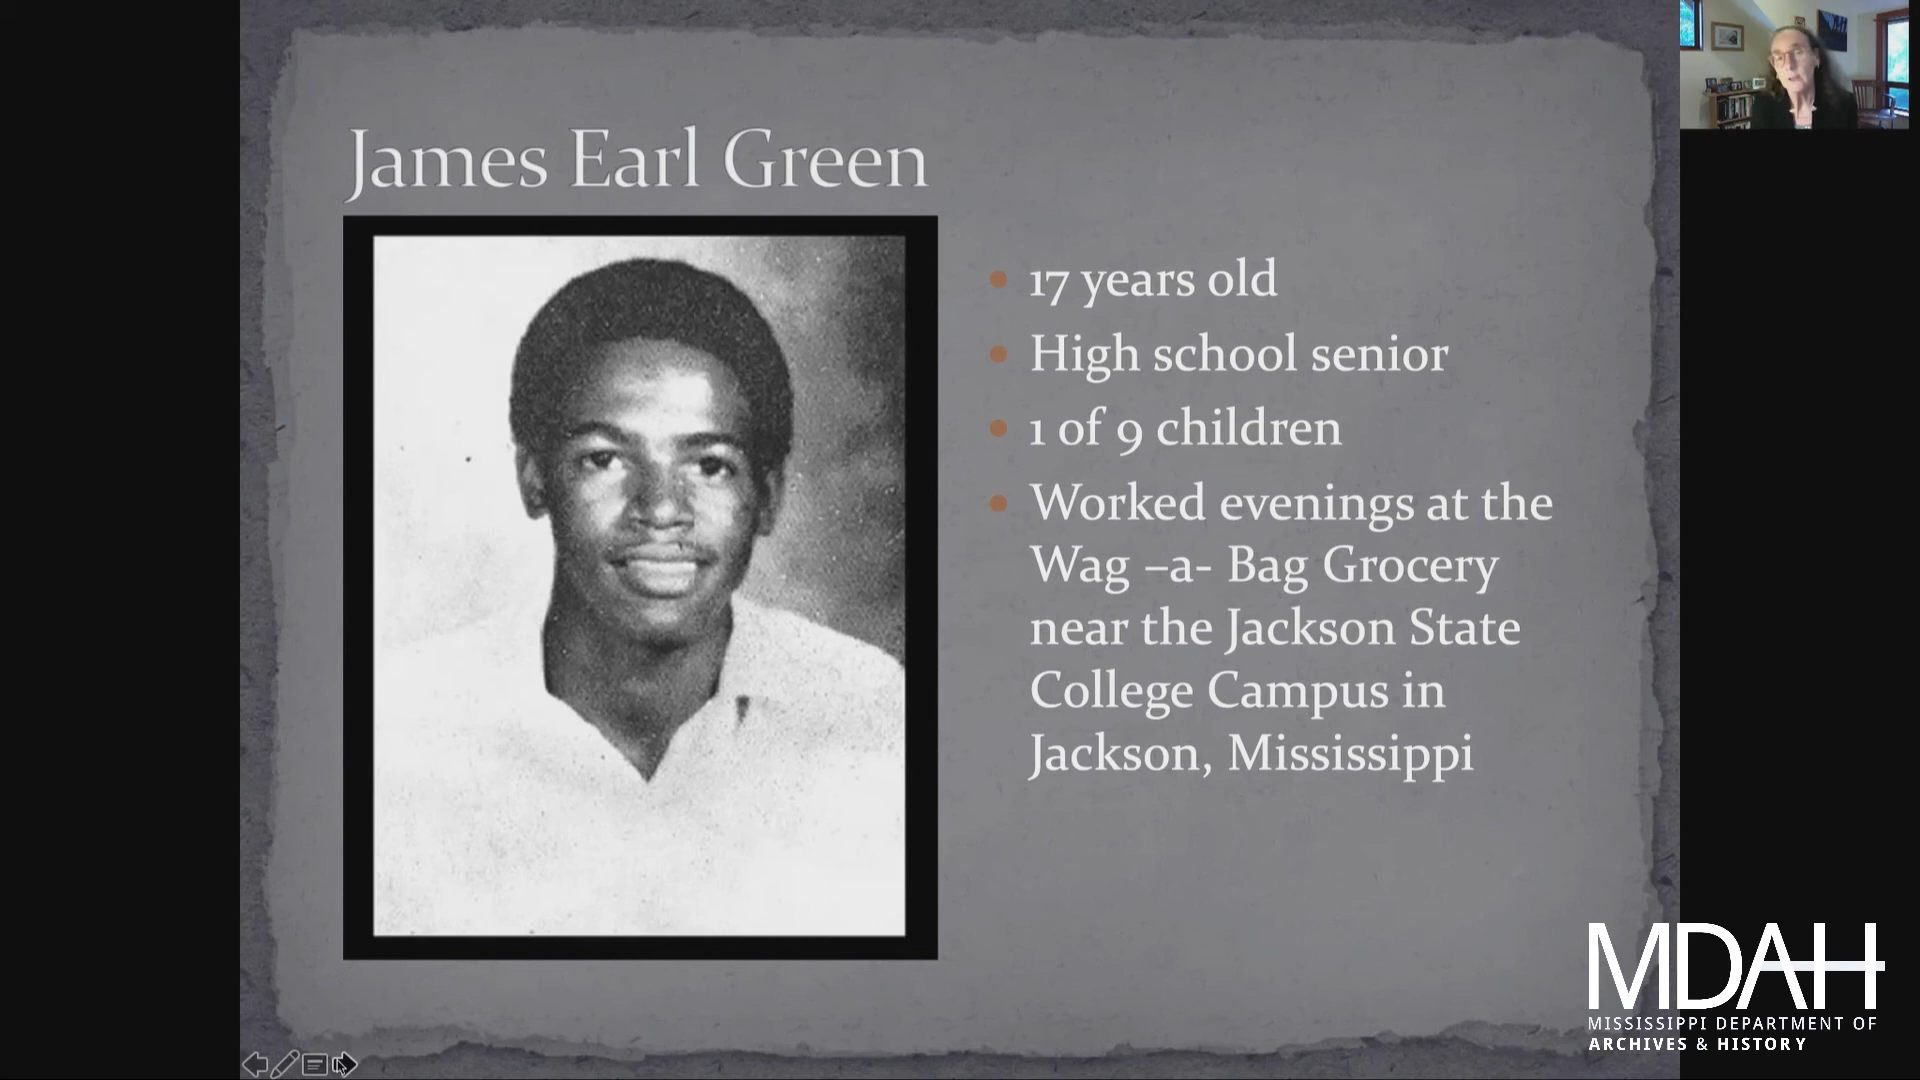 James Earl Green
17 years old
High school senior
1 of 9 children
Worked evenings at the
Wag –a- Bag Grocery
near the Jackson State
College Campus in
Jackson, Mississippi
MDAH
MISSISSIPPI DEPARTMENT OF
ARCHIVES & HISTORY